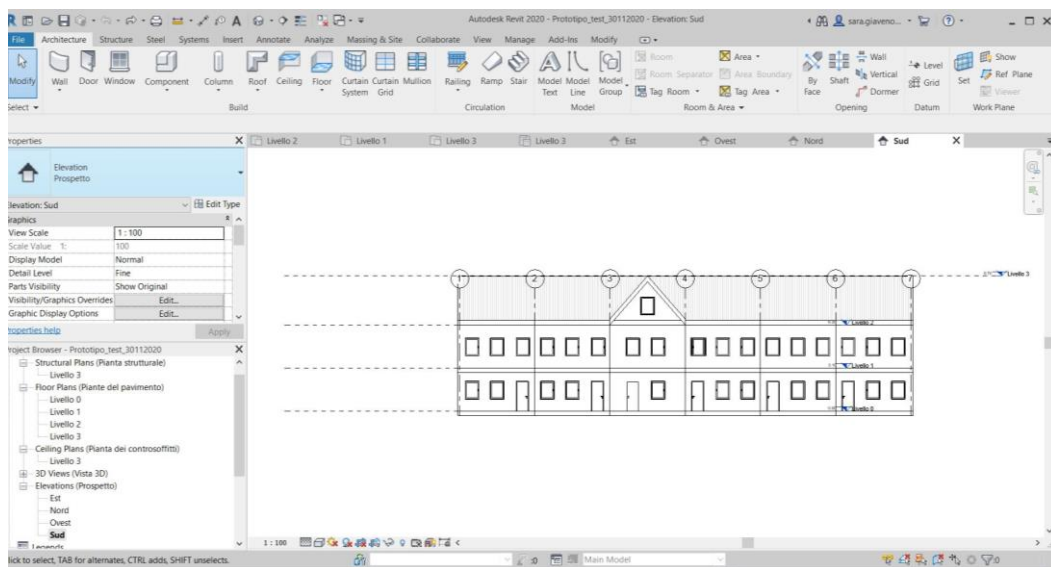 Autodesk Revit 2020 - Prototipo_test_30112020 - Elevation: Sud
sara.giaveno...
File Architecture Structure Steel Systems Insert Annotate Analyze Massing & Site Collaborate View Manage Add-Ins Modify
Modify Wall Door Window Component Column Roof Ceiling Floor Curtain System Curtain Grid Mullion Railing Ramp Stair Model Text Model Line Model Group
Room
Room Separator
Tag Room
Area
Area Boundary
Tag Area
By Face Shaft
Wall
Vertical
Dormer
Level
Grid
Set
Show
Ref Plane
Viewer
Select Build Circulation Model Room & Area Opening Datum Work Plane
Properties
Livello 2 Livello 1 Livello 3 Livello 3 Est Ovest Nord Sud
Elevation
Prospetto
Elevation: Sud Edit Type
Graphics
View Scale 1 : 100
Scale Value 1: 100
Display Model Normal
Detail Level Fine
Parts Visibility Show Original
Visibility/Graphics Overrides Edit...
Graphic Display Options Edit...
Properties help Apply
Project Browser - Prototipo_test_30112020
Structural Plans (Pianta strutturale)
Livello 3
Floor Plans (Piante del pavimento)
Livello 0
Livello 1
Livello 2
Livello 3
Ceiling Plans (Pianta dei controsoffitti)
Livello 3
3D Views (Vista 3D)
Elevations (Prospetto)
Est
Nord
Ovest
Sud
Legends
1 2 3 4 5 6 7
Livello 3
Livello 2
Livello 1
Livello 0
1 : 100
Click to select, TAB for alternates, CTRL adds, SHIFT unselects.
:0 Main Model
:0